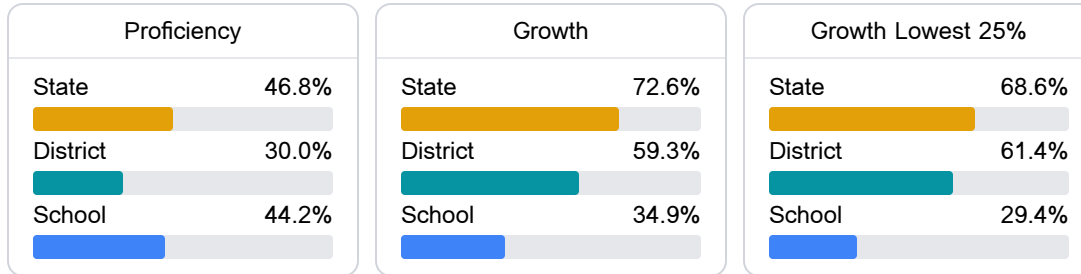 Proficiency
State 46.8%
District 30.0%
School 44.2%
Growth
State 72.6%
District 59.3%
School 34.9%
Growth Lowest 25%
State 68.6%
District 61.4%
School 29.4%